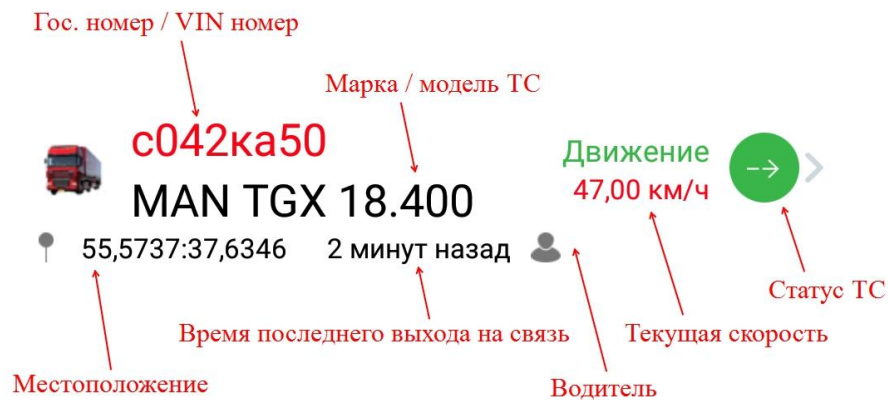 Гос. номер / VIN номер
Марка / модель ТС
с042ка50
Движение
MAN TGX 18.400
47,00 км/ч
55,5737:37,6346 2 минут назад
Статус ТС
Время последнего выхода на связь
Текущая скорость
Местоположение
Водитель